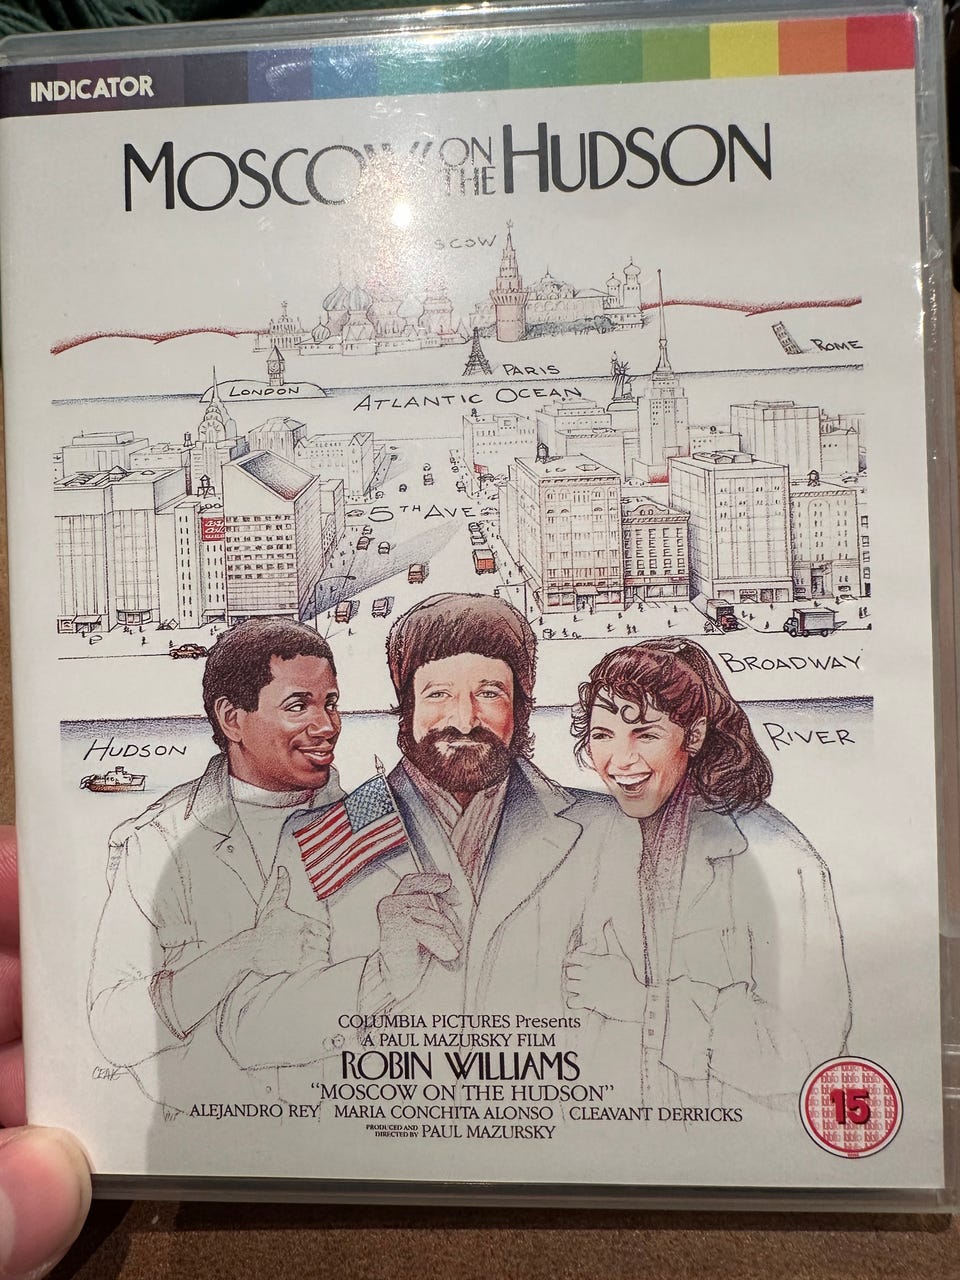 INDICATOR
MOSCOW ON THE HUDSON
SCOW
ROME
PARIS
LONDON
ATLANTIC OCEAN
5TH AVE
BROADWAY
HUDSON
RIVER
COLUMBIA PICTURES Presents
A PAUL MAZURSKY FILM
ROBIN WILLIAMS
"MOSCOW ON THE HUDSON"
ALEJANDRO REY MARIA CONCHITA ALONSO CLEAVANT DERRICKS
PRODUCED AND DIRECTED BY PAUL MAZURSKY
CRAIG
15
bbfc